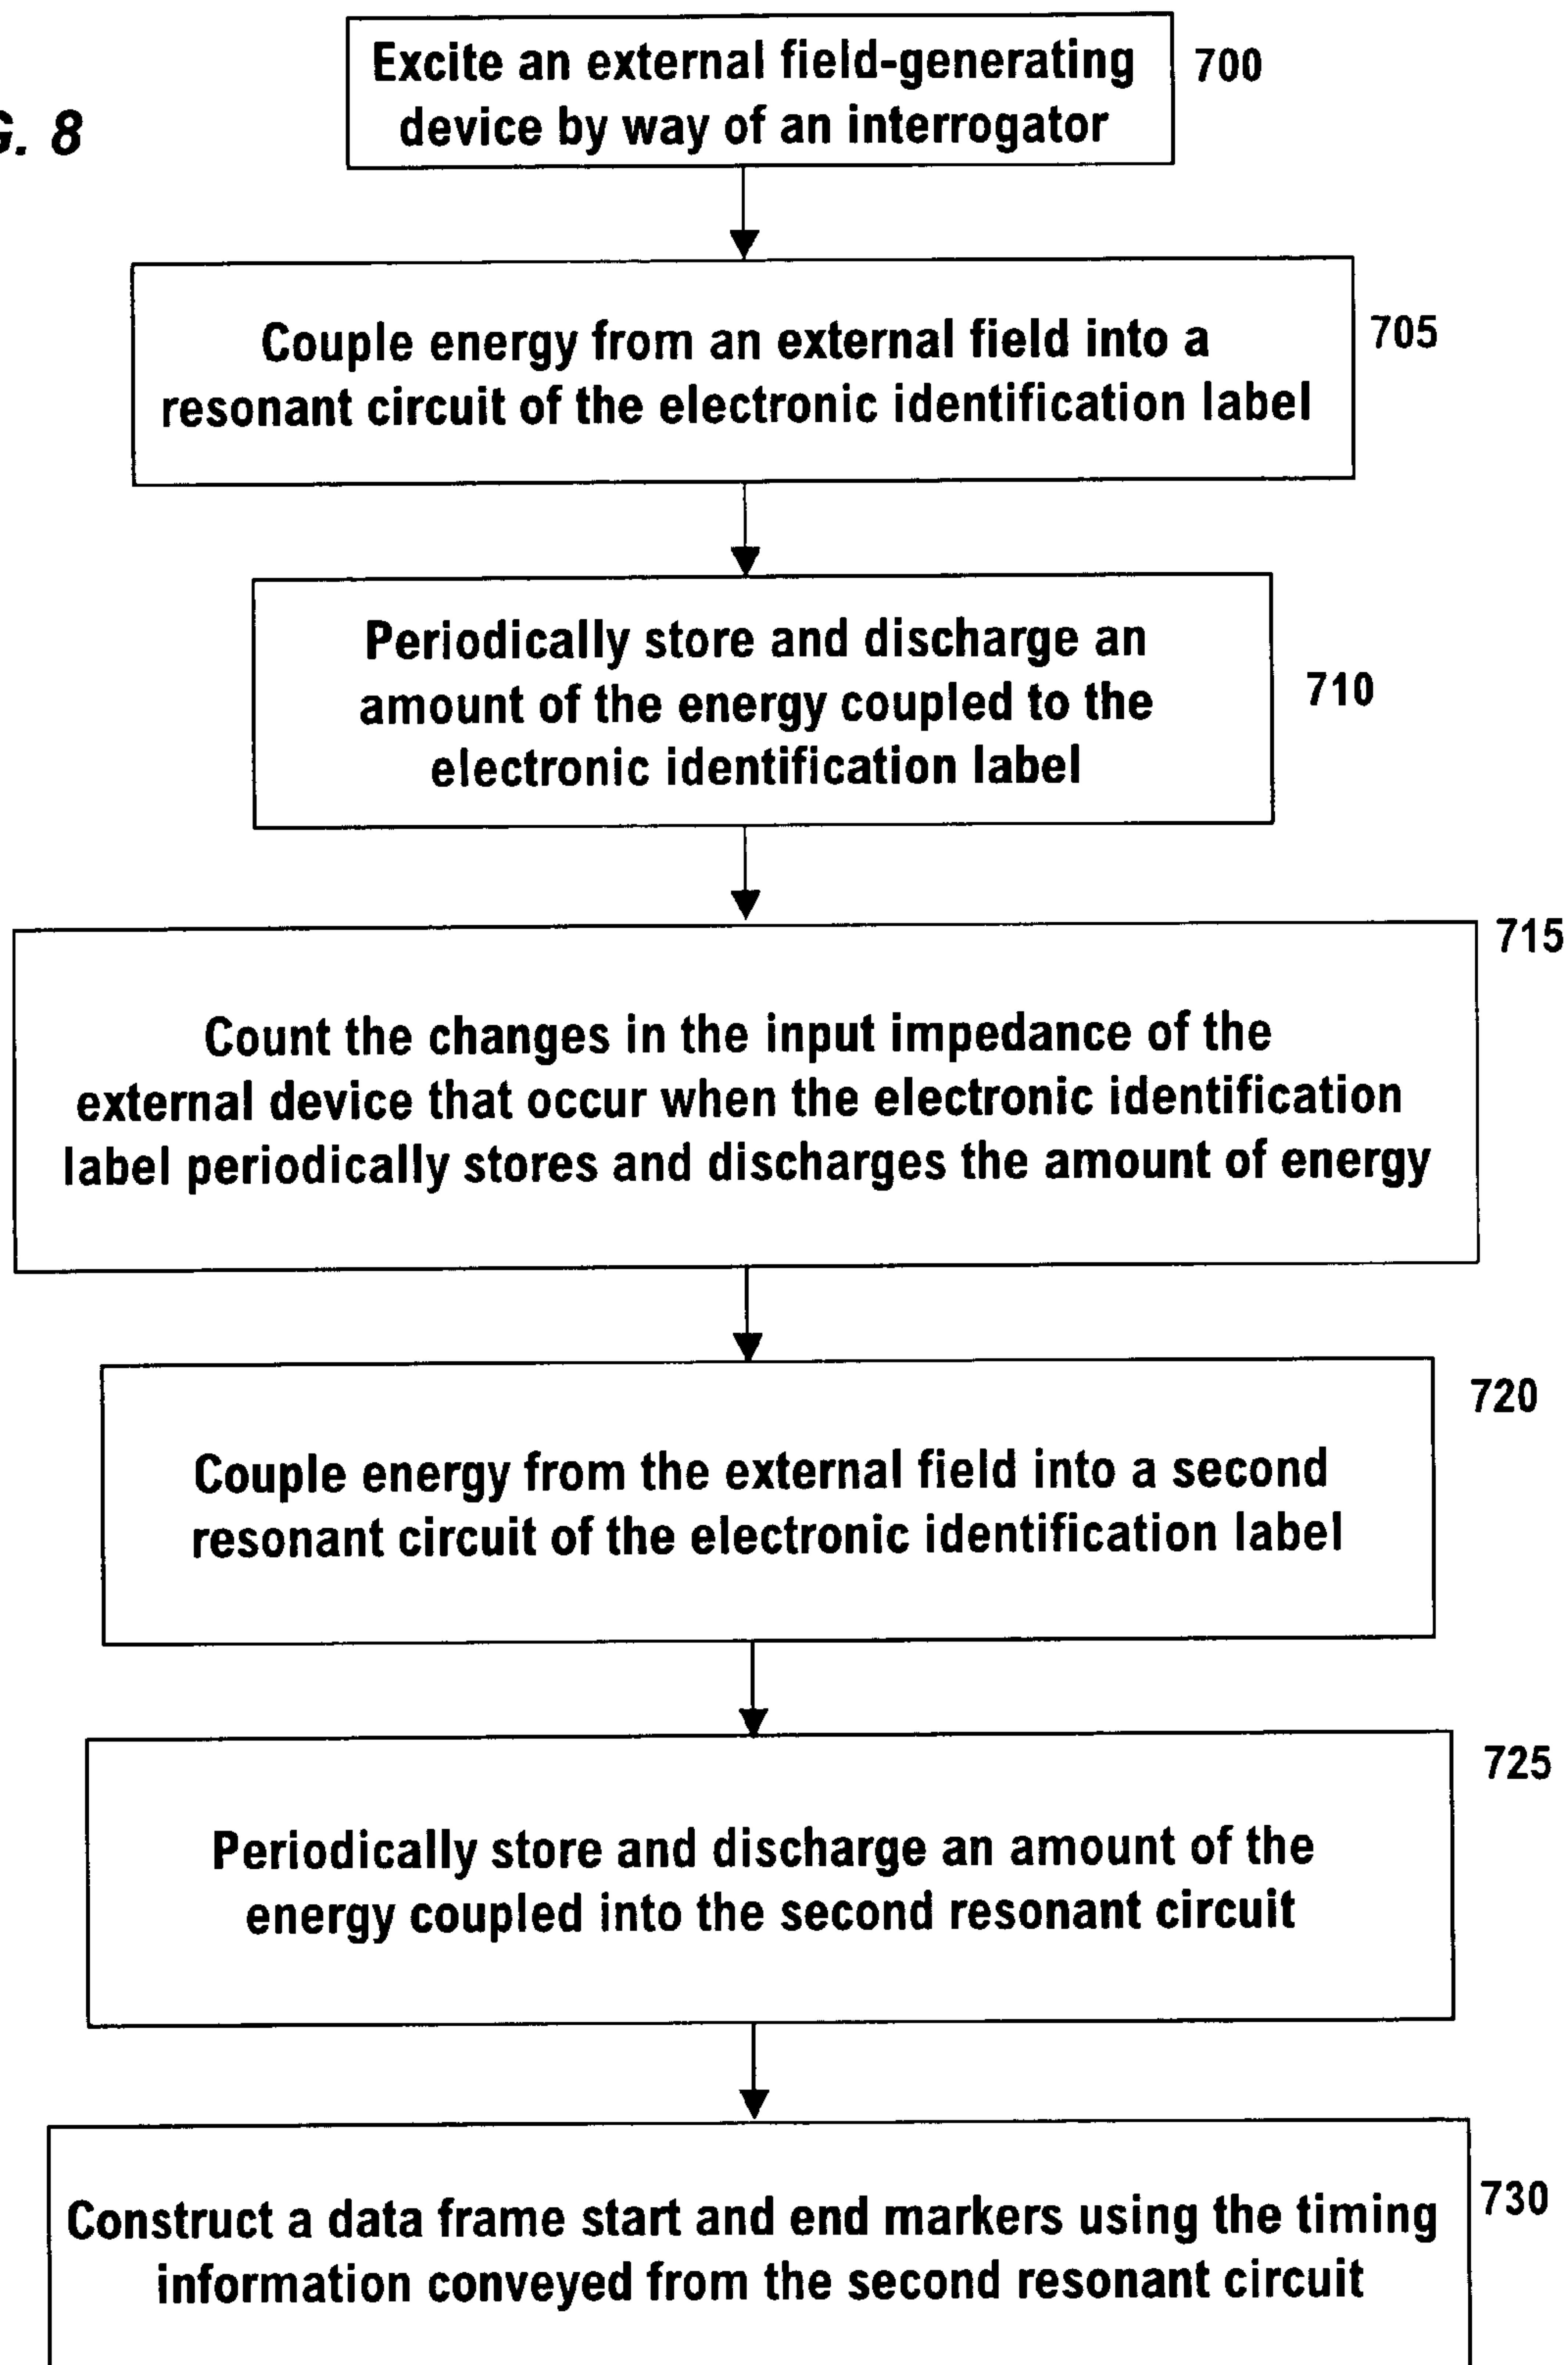 Excite an external field-generating
device by way of an interrogator
700
G. 8
Couple energy from an external field into a
resonant circuit of the electronic identification label
705
Periodically store and discharge an
amount of the energy coupled to the
electronic identification label
710
715
Count the changes in the input impedance of the
external device that occur when the electronic identification
label periodically stores and discharges the amount of energy
720
Couple energy from the external field into a second
resonant circuit of the electronic identification label
725
Periodically store and discharge an amount of the
energy coupled into the second resonant circuit
730
Construct a data frame start and end markers using the timing
information conveyed from the second resonant circuit